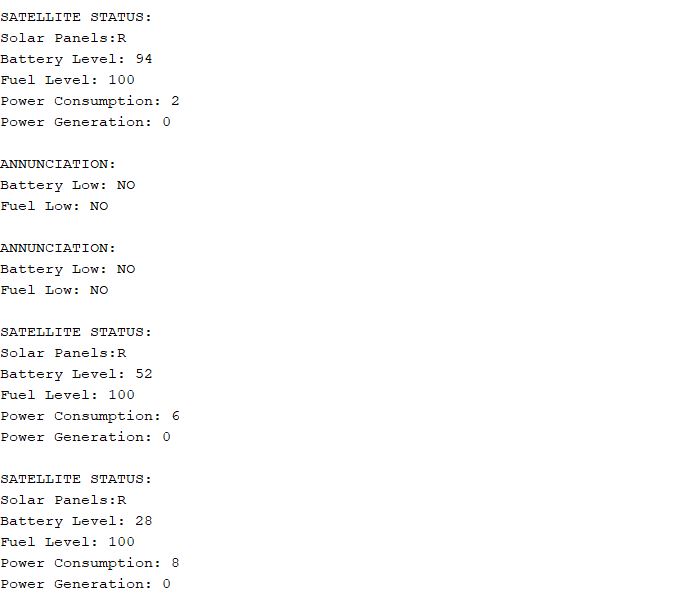 SATELLITE STATUS:
Solar Panels:R
Battery Level: 94
Fuel Level: 100
Power Consumption: 2
Power Generation: 0
ANNUNCIATION:
Battery Low: NO
Fuel Low: NO
ANNUNCIATION:
Battery Low: NO
Fuel Low: NO
SATELLITE STATUS:
Solar Panels:R
Battery Level: 52
Fuel Level: 100
Power Consumption: 6
Power Generation: 0
SATELLITE STATUS:
Solar Panels:R
Battery Level: 28
Fuel Level: 100
Power Consumption: 8
Power Generation: 0